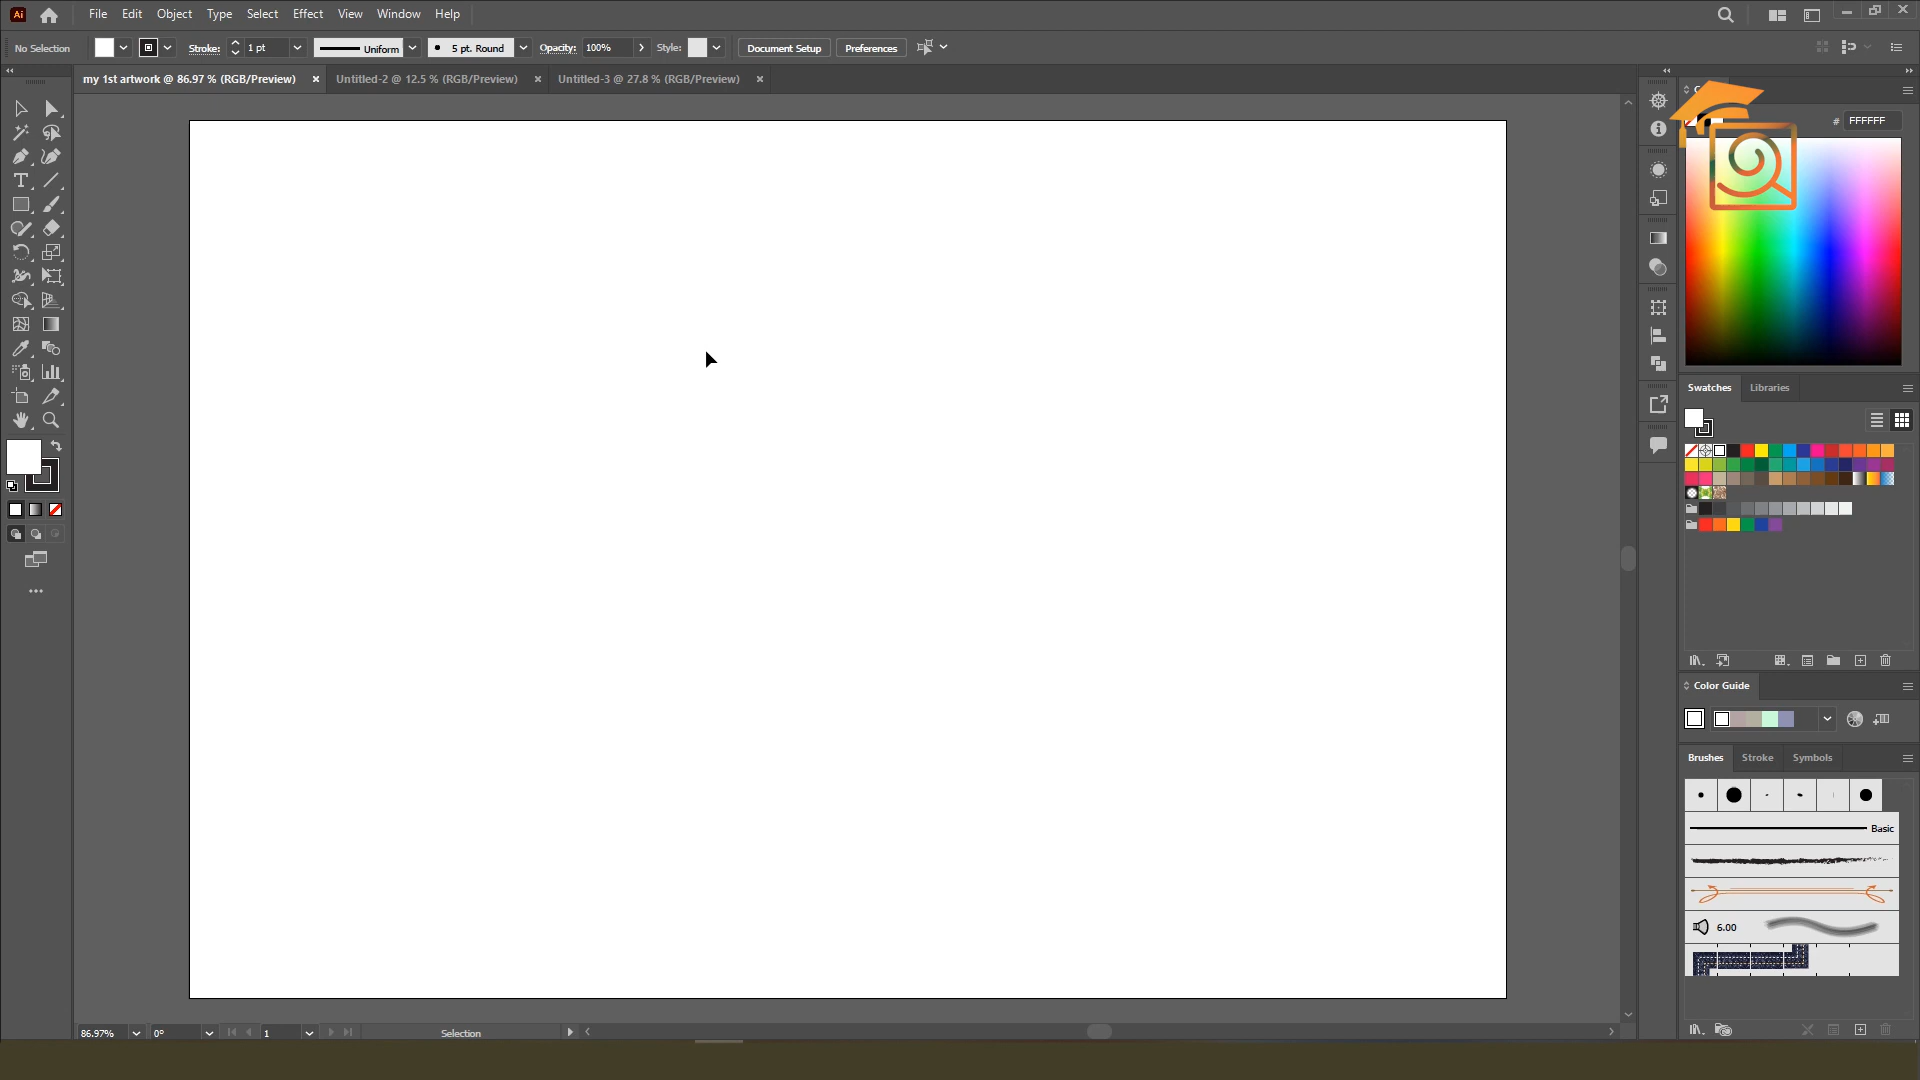 Ai File Edit Object Type Select Effect View Window Help
No Selection Stroke: 1 pt Uniform 5 pt. Round Opacity: 100% Style: Document Setup Preferences
my 1st artwork @ 86.97 % (RGB/Preview) × Untitled-2 @ 12.5 % (RGB/Preview) × Untitled-3 @ 27.8 % (RGB/Preview) ×
# FFFFFF
Swatches Libraries
Color Guide
Brushes Stroke Symbols
Basic
6.00
86.97% 0° 1 Selection